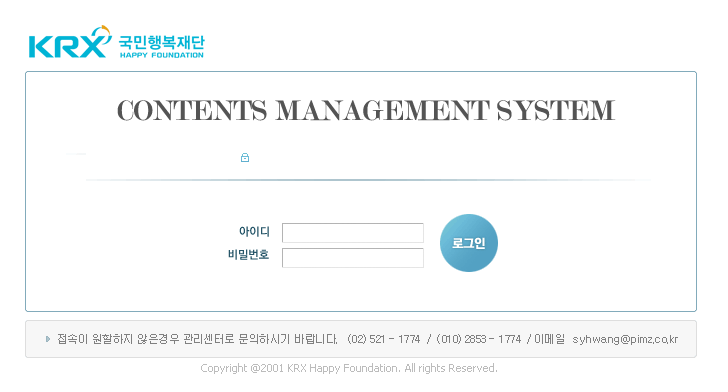 KRX 국민행복재단
HAPPY FOUNDATION
CONTENTS MANAGEMENT SYSTEM
아이디
비밀번호
로그인
접속이 원할하지 않은경우 관리센터로 문의하시기 바랍니다. (02) 521 - 1774 / (010) 2853 - 1774 / 이메일 syhwang@pimz.co.kr
Copyright @2001 KRX Happy Foundation. All rights Reserved.